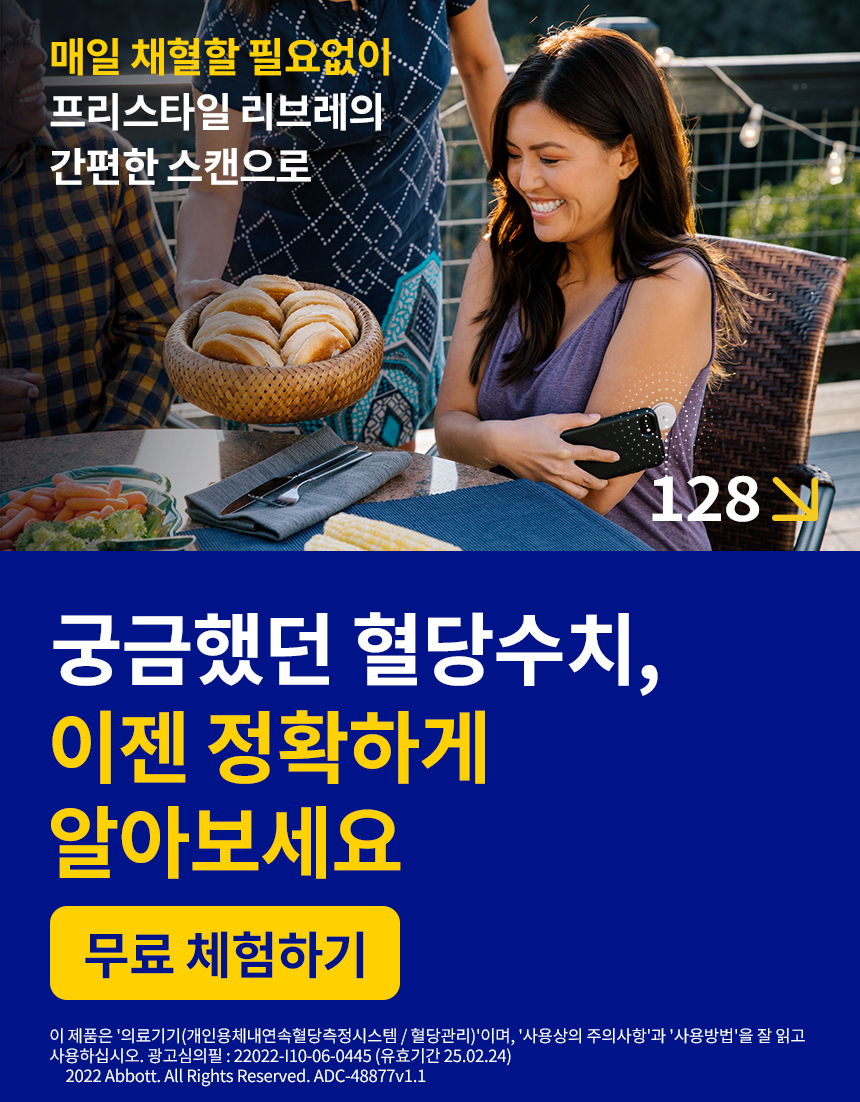 매일 채혈할 필요없이
프리스타일 리브레의
간편한 스캔으로
128
궁금했던 혈당수치,
이젠 정확하게
알아보세요
무료 체험하기
이 제품은 '의료기기(개인용체내연속혈당측정시스템 / 혈당관리)'이며, '사용상의 주의사항'과 '사용방법'을 잘 읽고
사용하십시오. 광고심의필 : 22022-I10-06-0445 (유효기간 25.02.24)
2022 Abbott. All Rights Reserved. ADC-48877v1.1